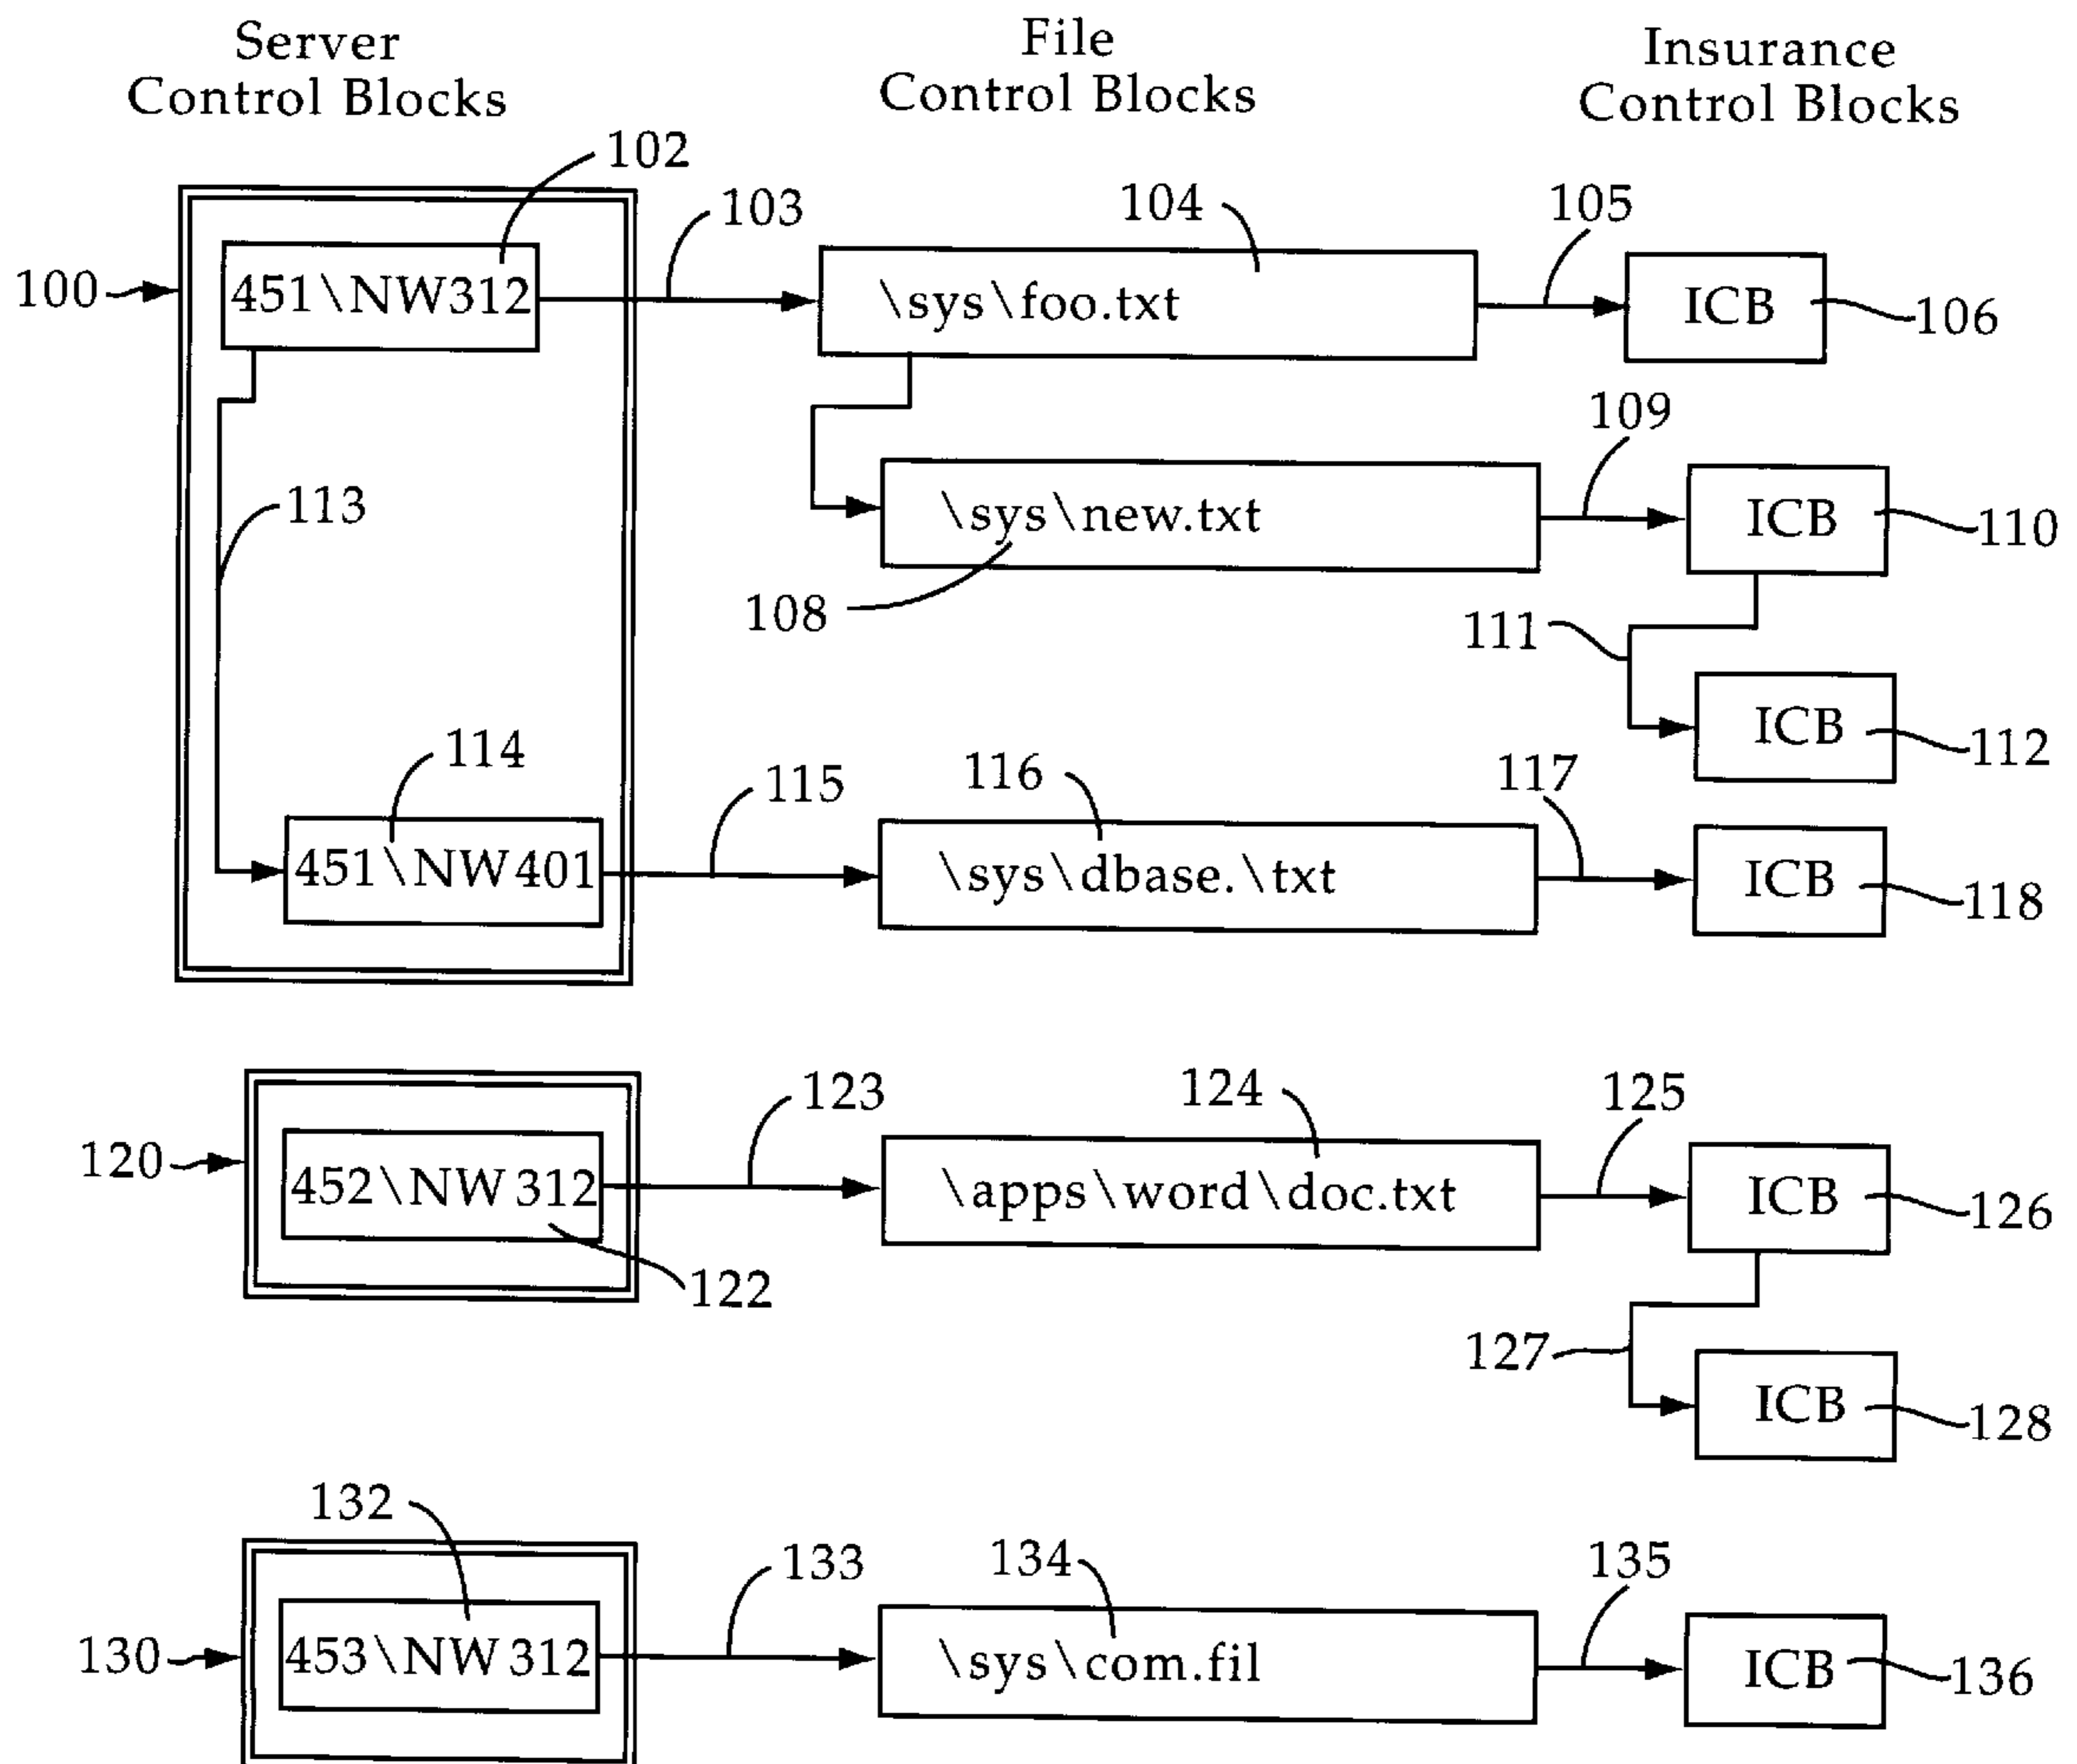 Server
Control Blocks
File
Control Blocks
Insurance
Control Blocks
102
103
104
105
100
451\NW312
\sys\foo.txt
ICB
106
109
113
\sys\new.txt
ICB
110
108
111
ICB
112
114
115
116
117
451\NW401
\sys\dbase.\txt
ICB
118
123
124
125
120
452\NW312
\apps\word\doc.txt
ICB
126
122
127
ICB
128
132
133
134
135
130
453\NW312
\sys\com.fil
ICB
136